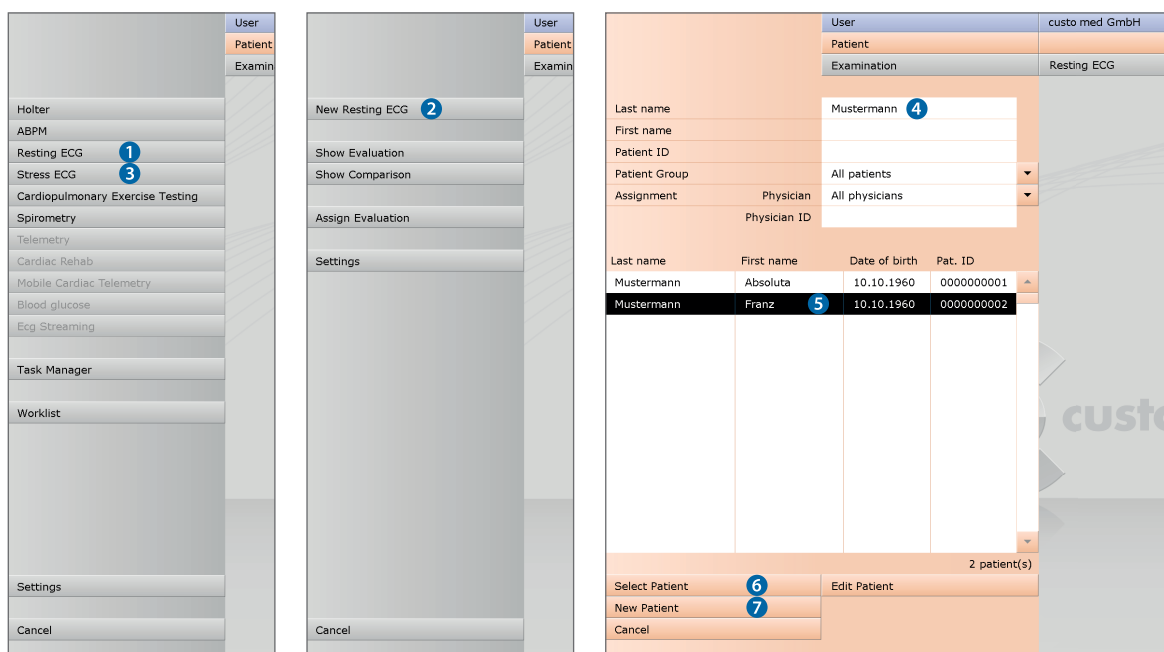 User
Patient
Examin
Holter
ABPM
Resting ECG 1
Stress ECG 3
Cardiopulmonary Exercise Testing
Spirometry
Telemetry
Cardiac Rehab
Mobile Cardiac Telemetry
Blood glucose
Ecg Streaming
Task Manager
Worklist
Settings
Cancel
User
Patient
Examin
New Resting ECG 2
Show Evaluation
Show Comparison
Assign Evaluation
Settings
Cancel
User custo med GmbH
Patient
Examination Resting ECG
Last name Mustermann 4
First name
Patient ID
Patient Group All patients
Assignment Physician All physicians
Physician ID
Last name First name Date of birth Pat. ID
Mustermann Absoluta 10.10.1960 0000000001
Mustermann Franz 5 10.10.1960 0000000002
custo
2 patient(s)
Select Patient 6 Edit Patient
New Patient 7
Cancel